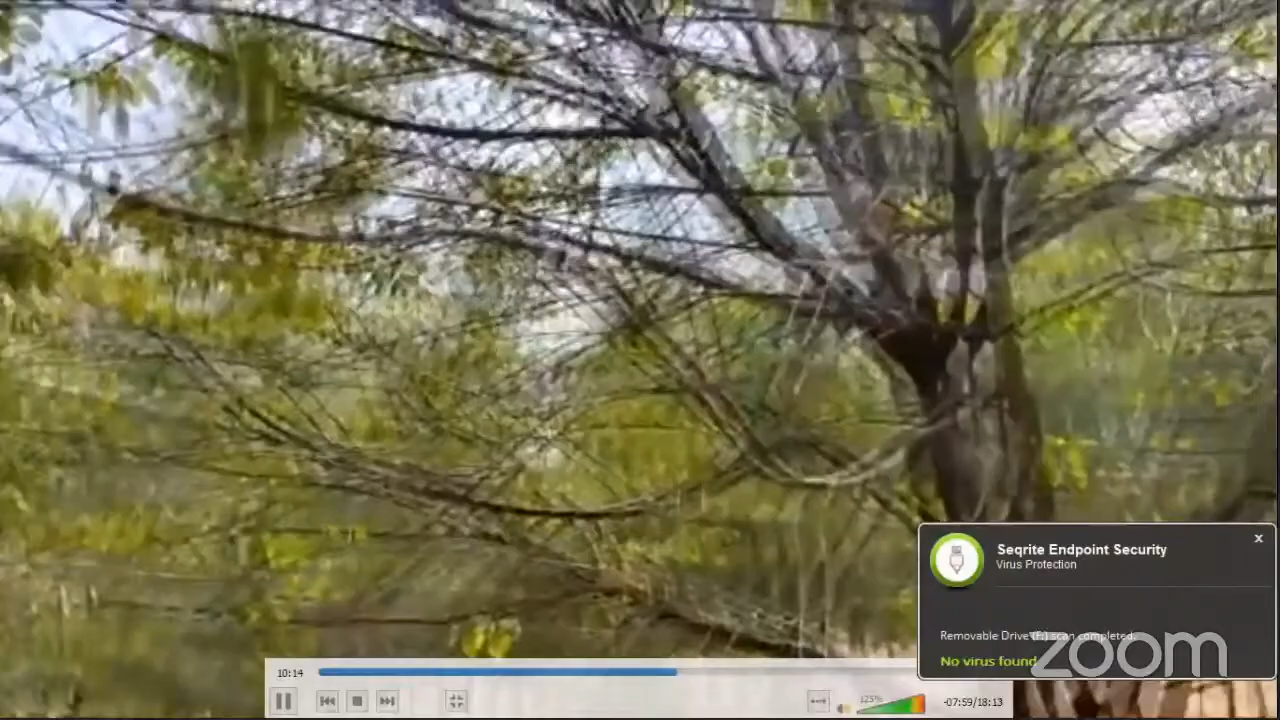 Seqrite Endpoint Security
x
Virus Protection
Removable Drive (F:) scan completed.
No virus found
zoom
10:14
125%
-07:59/18:13